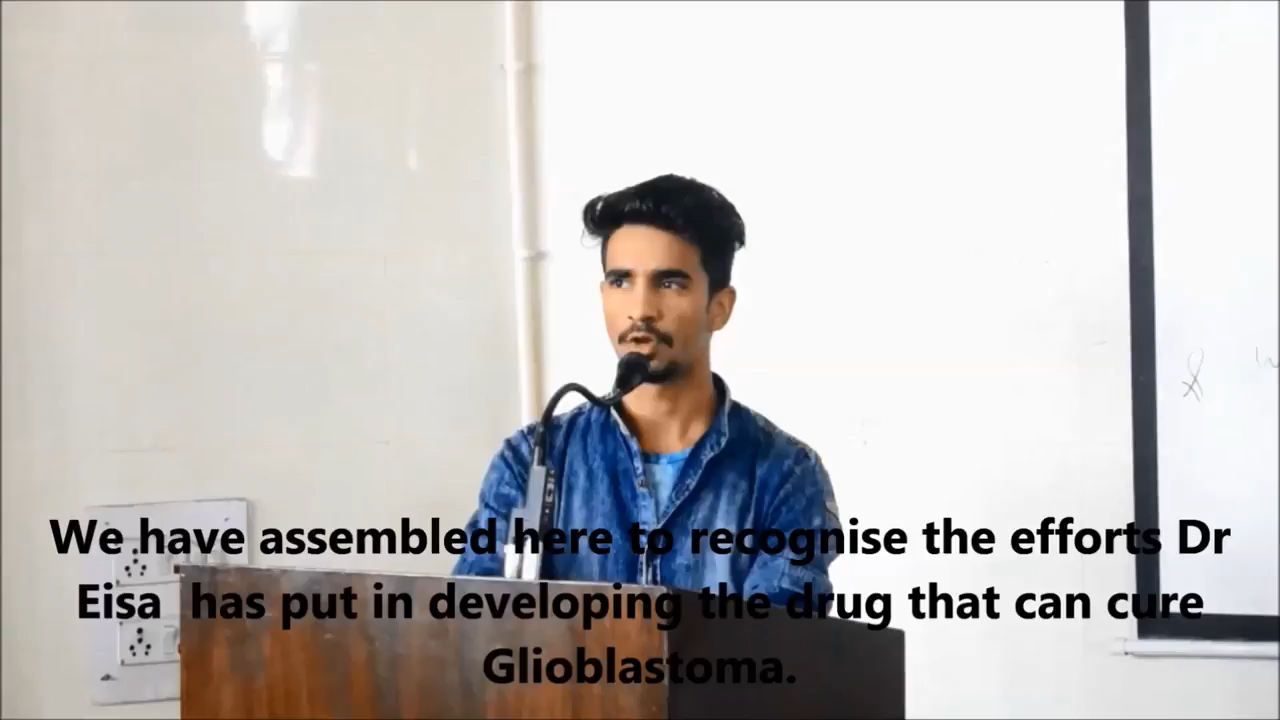 We have assembled here to recognise the efforts Dr
Eisa  has put in developing the drug that can cure
Glioblastoma.